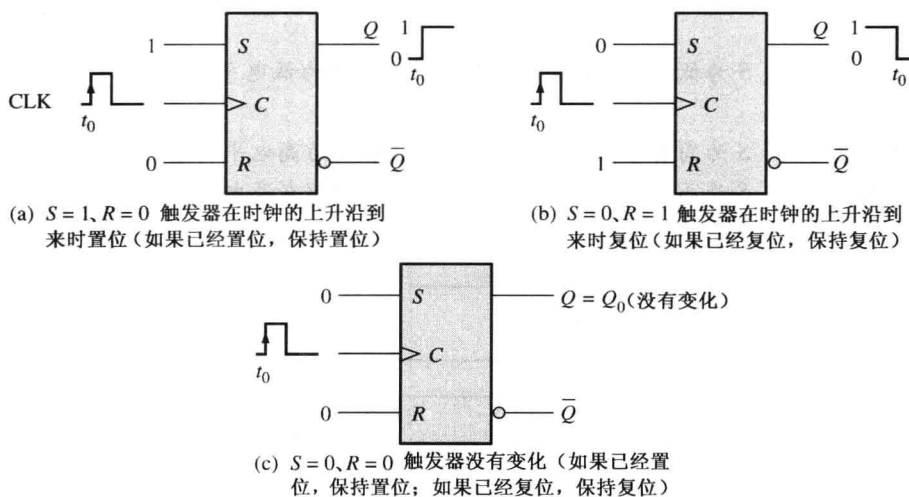 1 S Q 1 0 t₀
CLK t₀ C
0 R Q̅
(a) S = 1、R = 0 触发器在时钟的上升沿到
来时置位（如果已经置位，保持置位）
0 S Q 1 0 t₀
t₀ C
1 R Q̅
(b) S = 0、R = 1 触发器在时钟的上升沿到
来时复位（如果已经复位，保持复位）
0 S Q = Q₀(没有变化)
t₀ C
0 R Q̅
(c) S = 0、R = 0 触发器没有变化（如果已经置
位，保持置位；如果已经复位，保持复位）